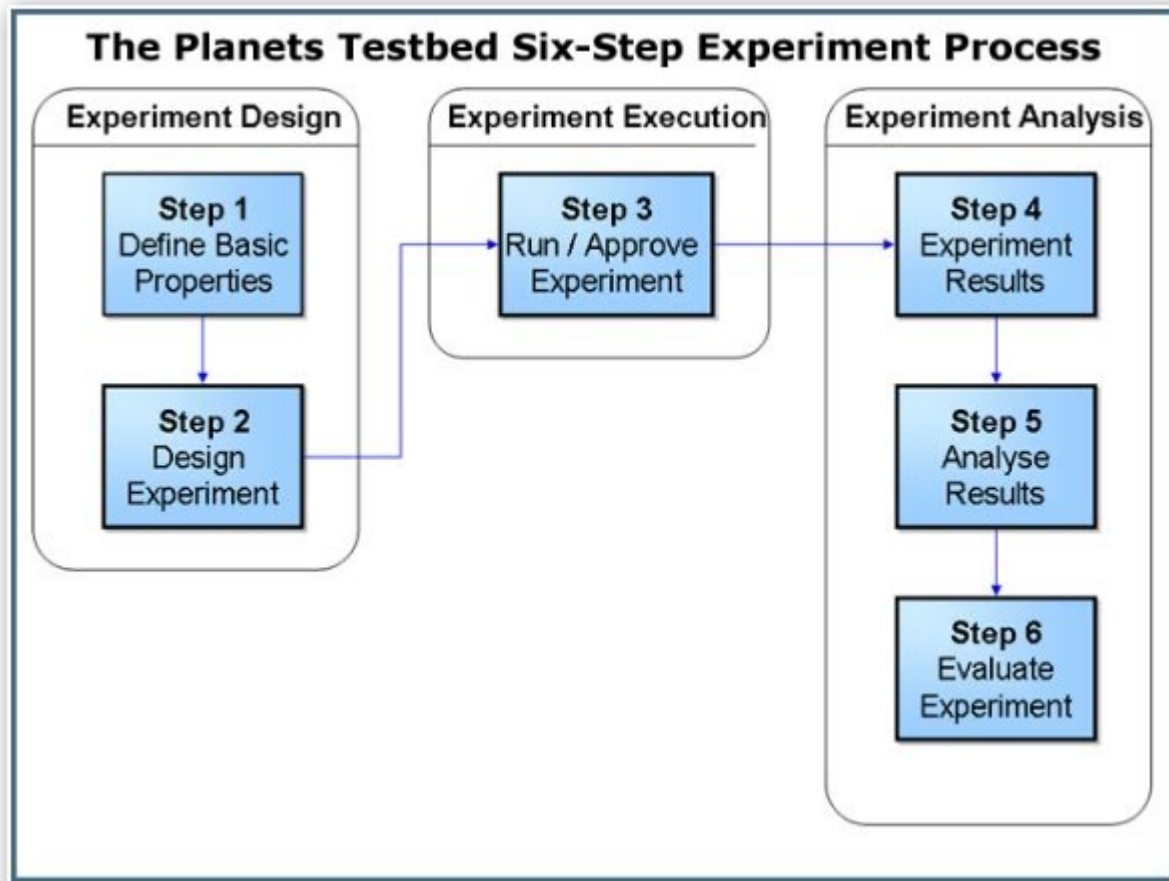 The Planets Testbed Six-Step Experiment Process
Experiment Design
Step 1
Define Basic
Properties
Step 2
Design
Experiment
Experiment Execution
Step 3
Run / Approve
Experiment
Experiment Analysis
Step 4
Experiment
Results
Step 5
Analyse
Results
Step 6
Evaluate
Experiment